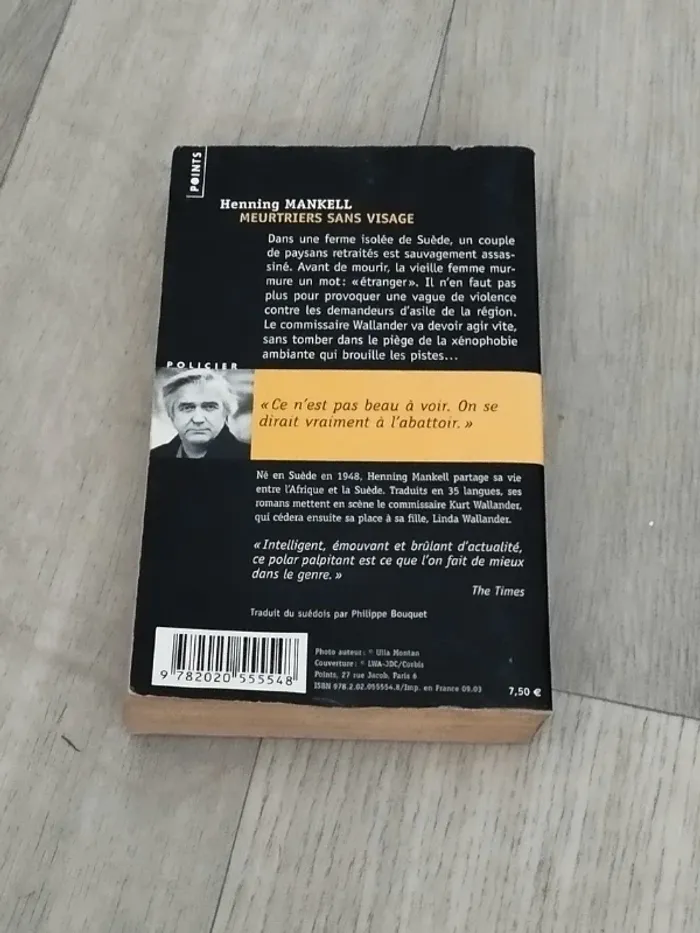 POINTS
Henning MANKELL
MEURTRIERS SANS VISAGE
Dans une ferme isolée de Suède, un couple
de paysans retraités est sauvagement assas-
siné. Avant de mourir, la vieille femme mur-
mure un mot : « étranger ». Il n'en faut pas
plus pour provoquer une vague de violence
contre les demandeurs d'asile de la région.
Le commissaire Wallander va devoir agir vite,
sans tomber dans le piège de la xénophobie
ambiante qui brouille les pistes...
POLICIER
« Ce n'est pas beau à voir. On se
dirait vraiment à l'abattoir. »
Né en Suède en 1948, Henning Mankell partage sa vie
entre l'Afrique et la Suède. Traduits en 35 langues, ses
romans mettent en scène le commissaire Kurt Wallander,
qui cédera ensuite sa place à sa fille, Linda Wallander.
« Intelligent, émouvant et brûlant d'actualité,
ce polar palpitant est ce que l'on fait de mieux
dans le genre. »
The Times
Traduit du suédois par Philippe Bouquet
Photo auteur : © Ulla Montan
Couverture : © LWA-JDC/Corbis
Points, 27 rue Jacob, Paris 6
ISBN 978.2.02.055554.8/Imp. en France 09.03
7,50 €
9 782020 555548